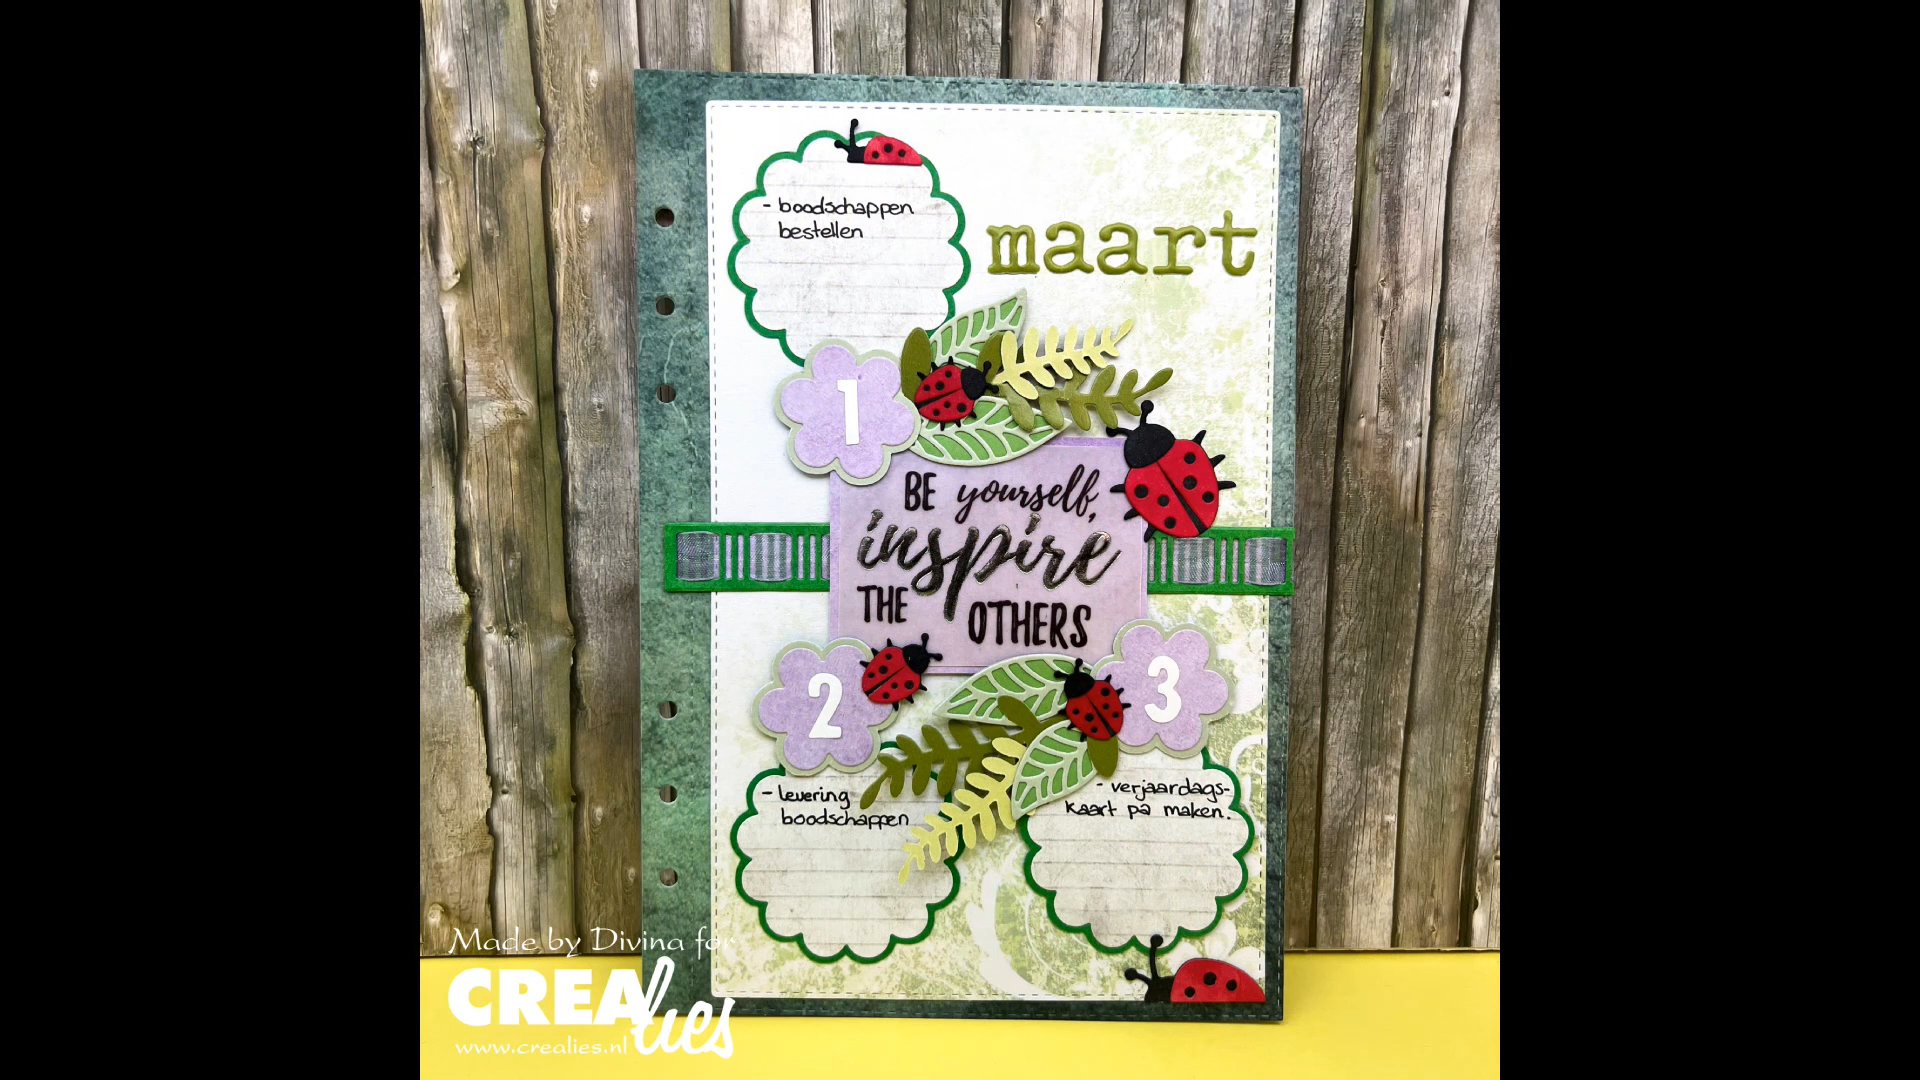 - boodschappen
bestellen
maart
1
BE yourself,
inspire
THE OTHERS
2
3
- levering
boodschappen
- verjaardags-
kaart pa maken.
Made by Divina for
CREAlies
www.crealies.nl